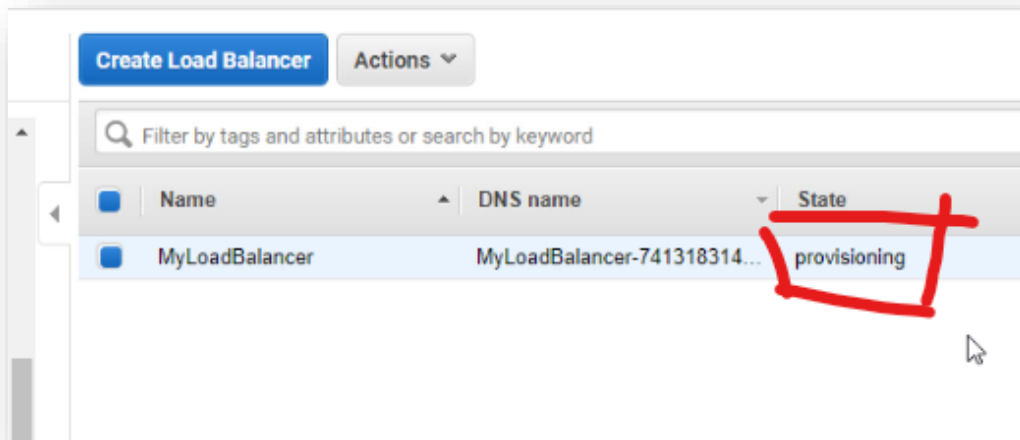 Create Load Balancer Actions
Filter by tags and attributes or search by keyword
Name DNS name State
MyLoadBalancer MyLoadBalancer-741318314... provisioning